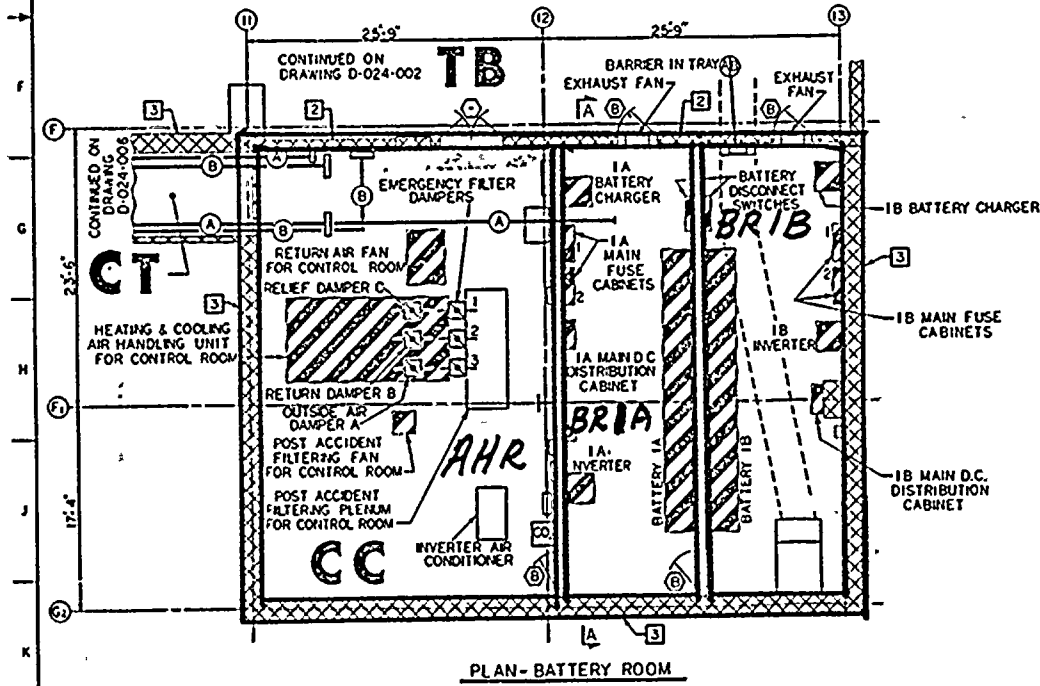 11
12
13
25'-9"
25'-9"
CONTINUED ON
DRAWING D-024-002
TB
BARRIER IN TRAY
EXHAUST FAN
EXHAUST
FAN
A
B
B
F
F
3
2
2
CONTINUED ON
DRAWING
D-024-006
A
B
B
A
B
A
EMERGENCY FILTER
DAMPERS
1A
BATTERY
CHARGER
BATTERY
DISCONNECT
SWITCHES
BR1B
1B BATTERY CHARGER
G
CT
RETURN AIR FAN
FOR CONTROL ROOM
1
2
1A
MAIN
FUSE
CABINETS
1
2
3
23'-6"
3
RELIEF DAMPER C
1
2
3
HEATING & COOLING
AIR HANDLING UNIT
FOR CONTROL ROOM
1B MAIN FUSE
CABINETS
1B
INVERTER
H
1A MAIN D.C
DISTRIBUTION
CABINET
RETURN DAMPER B
OUTSIDE AIR
DAMPER A
F1
BR1A
POST ACCIDENT
FILTERING FAN
FOR CONTROL ROOM
AHR
1A
INVERTER
BATTERY 1A
BATTERY 1B
1B MAIN D.C.
DISTRIBUTION
CABINET
J
17'-4"
POST ACCIDENT
FILTERING PLENUM
FOR CONTROL ROOM
CC
INVERTER AIR
CONDITIONER
B
B
G2
A
3
K
PLAN-BATTERY ROOM